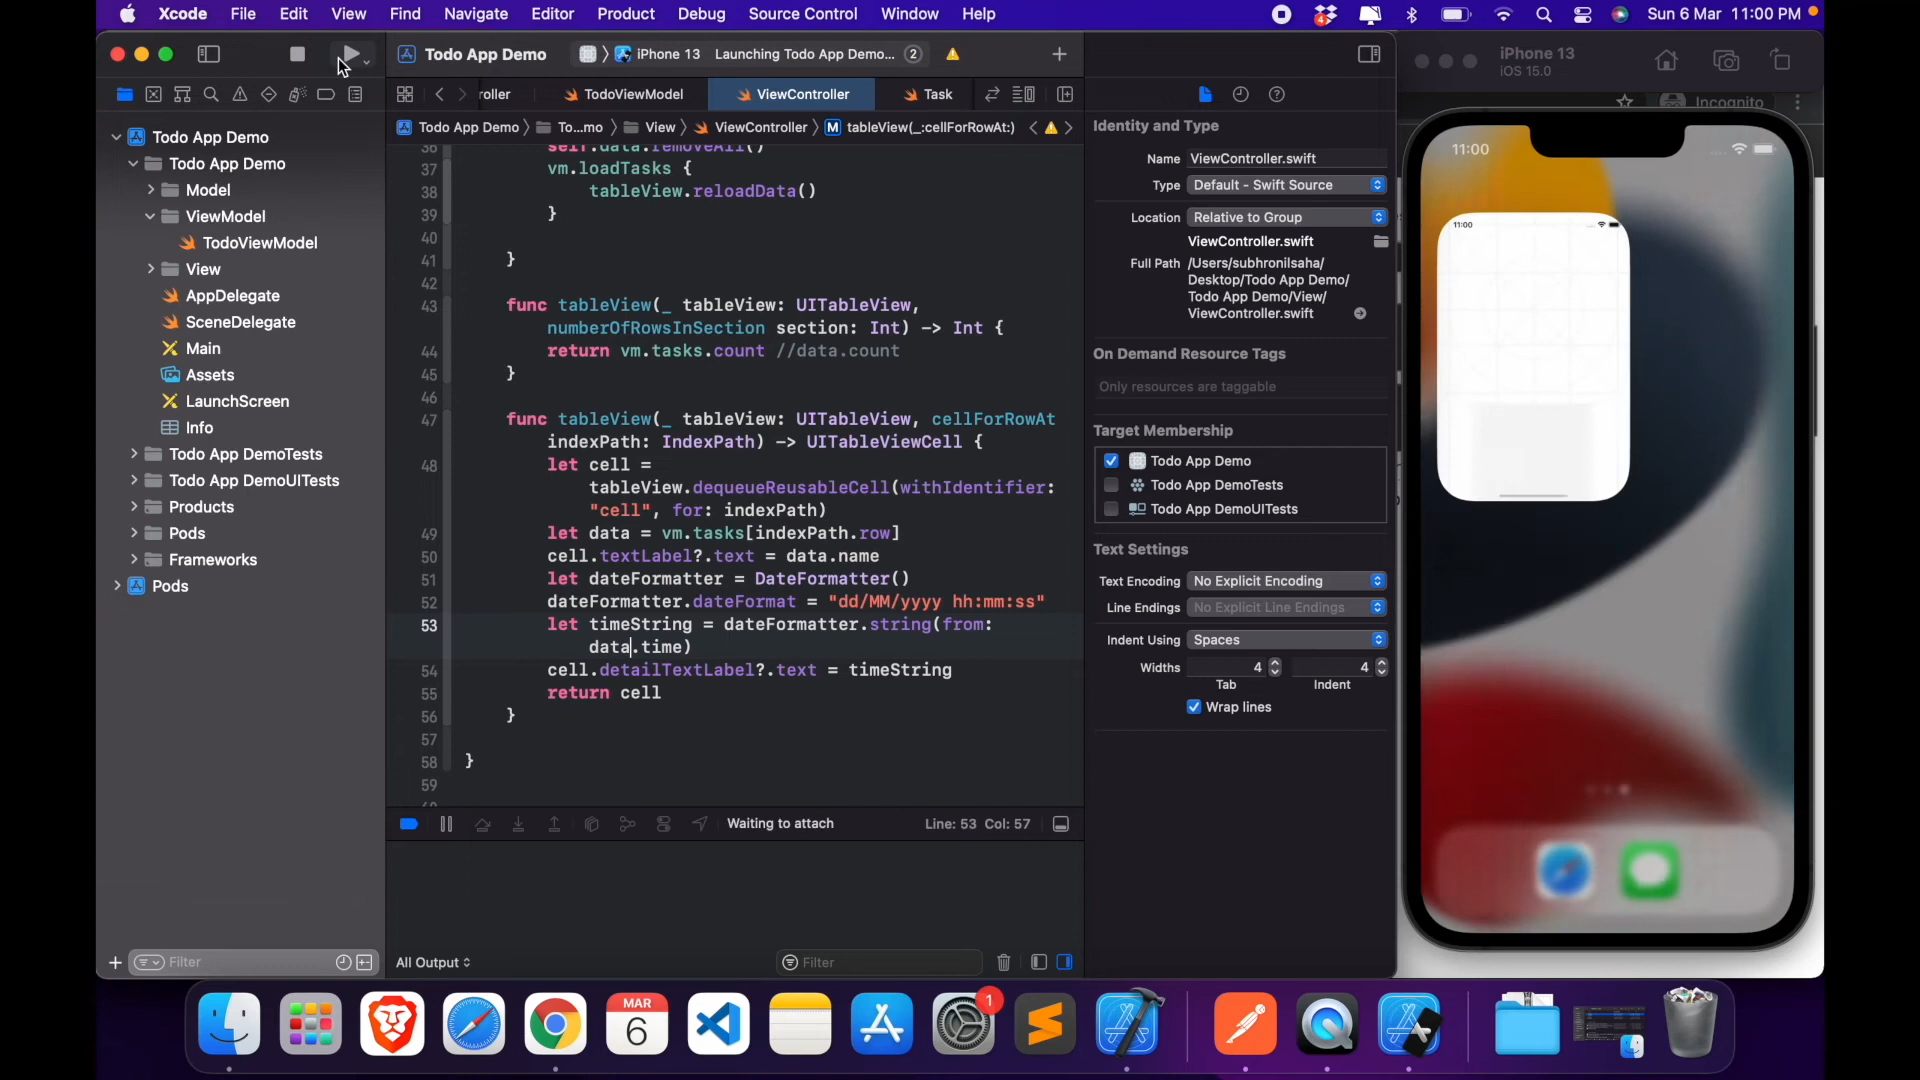 Xcode File Edit View Find Navigate Editor Product Debug Source Control Window Help
4
Sun 6 Mar 11:00 PM
Todo App Demo
iPhone 13 Launching Todo App Demo... 2
iPhone 13
iOS 15.0
Incognito
roller
TodoViewModel
ViewController
Task
Todo App Demo
To...mo
View
ViewController
M tableView(_:cellForRowAt:)
Todo App Demo
Todo App Demo
Model
ViewModel
TodoViewModel
View
AppDelegate
SceneDelegate
Main
Assets
LaunchScreen
Info
Todo App DemoTests
Todo App DemoUITests
Products
Pods
Frameworks
Pods
Filter
36 self.data.removeAll()
37 vm.loadTasks {
38 tableView.reloadData()
39 }
40
41 }
42
43 func tableView(_ tableView: UITableView,
numberOfRowsInSection section: Int) -> Int {
44 return vm.tasks.count //data.count
45 }
46
47 func tableView(_ tableView: UITableView, cellForRowAt
indexPath: IndexPath) -> UITableViewCell {
48 let cell =
tableView.dequeueReusableCell(withIdentifier:
"cell", for: indexPath)
49 let data = vm.tasks[indexPath.row]
50 cell.textLabel?.text = data.name
51 let dateFormatter = DateFormatter()
52 dateFormatter.dateFormat = "dd/MM/yyyy hh:mm:ss"
53 let timeString = dateFormatter.string(from:
data.time)
54 cell.detailTextLabel?.text = timeString
55 return cell
56 }
57
58 }
59
Waiting to attach
Line: 53 Col: 57
All Output
Filter
Identity and Type
Name ViewController.swift
Type Default - Swift Source
Location Relative to Group
ViewController.swift
Full Path /Users/subhronilsaha/
Desktop/Todo App Demo/
Todo App Demo/View/
ViewController.swift
On Demand Resource Tags
Only resources are taggable
Target Membership
Todo App Demo
Todo App DemoTests
Todo App DemoUITests
Text Settings
Text Encoding No Explicit Encoding
Line Endings No Explicit Line Endings
Indent Using Spaces
Widths 4 4
Tab Indent
Wrap lines
11:00
11:00
MAR
6
1